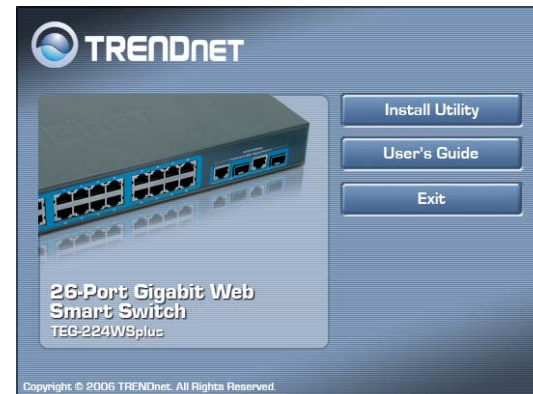 TRENDNET
Install Utility
User's Guide
Exit
26-Port Gigabit Web
Smart Switch
TEG-224WSplus
Copyright © 2006 TRENDnet. All Rights Reserved.